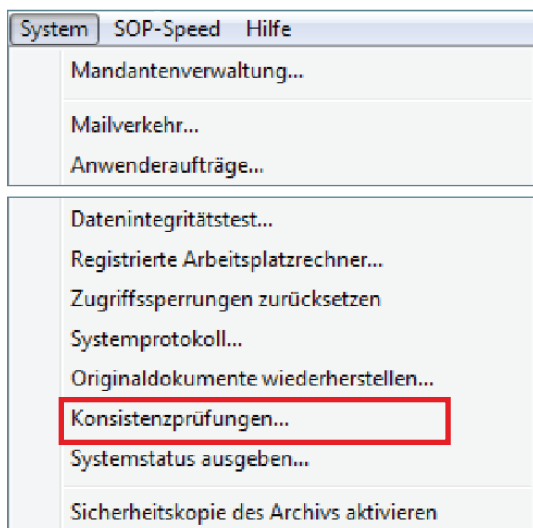 System SOP-Speed Hilfe
Mandantenverwaltung...
Mailverkehr...
Anwenderaufträge...
Datenintegritätstest...
Registrierte Arbeitsplatzrechner...
Zugriffssperrungen zurücksetzen
Systemprotokoll...
Originaldokumente wiederherstellen...
Konsistenzprüfungen...
Systemstatus ausgeben...
Sicherheitskopie des Archivs aktivieren